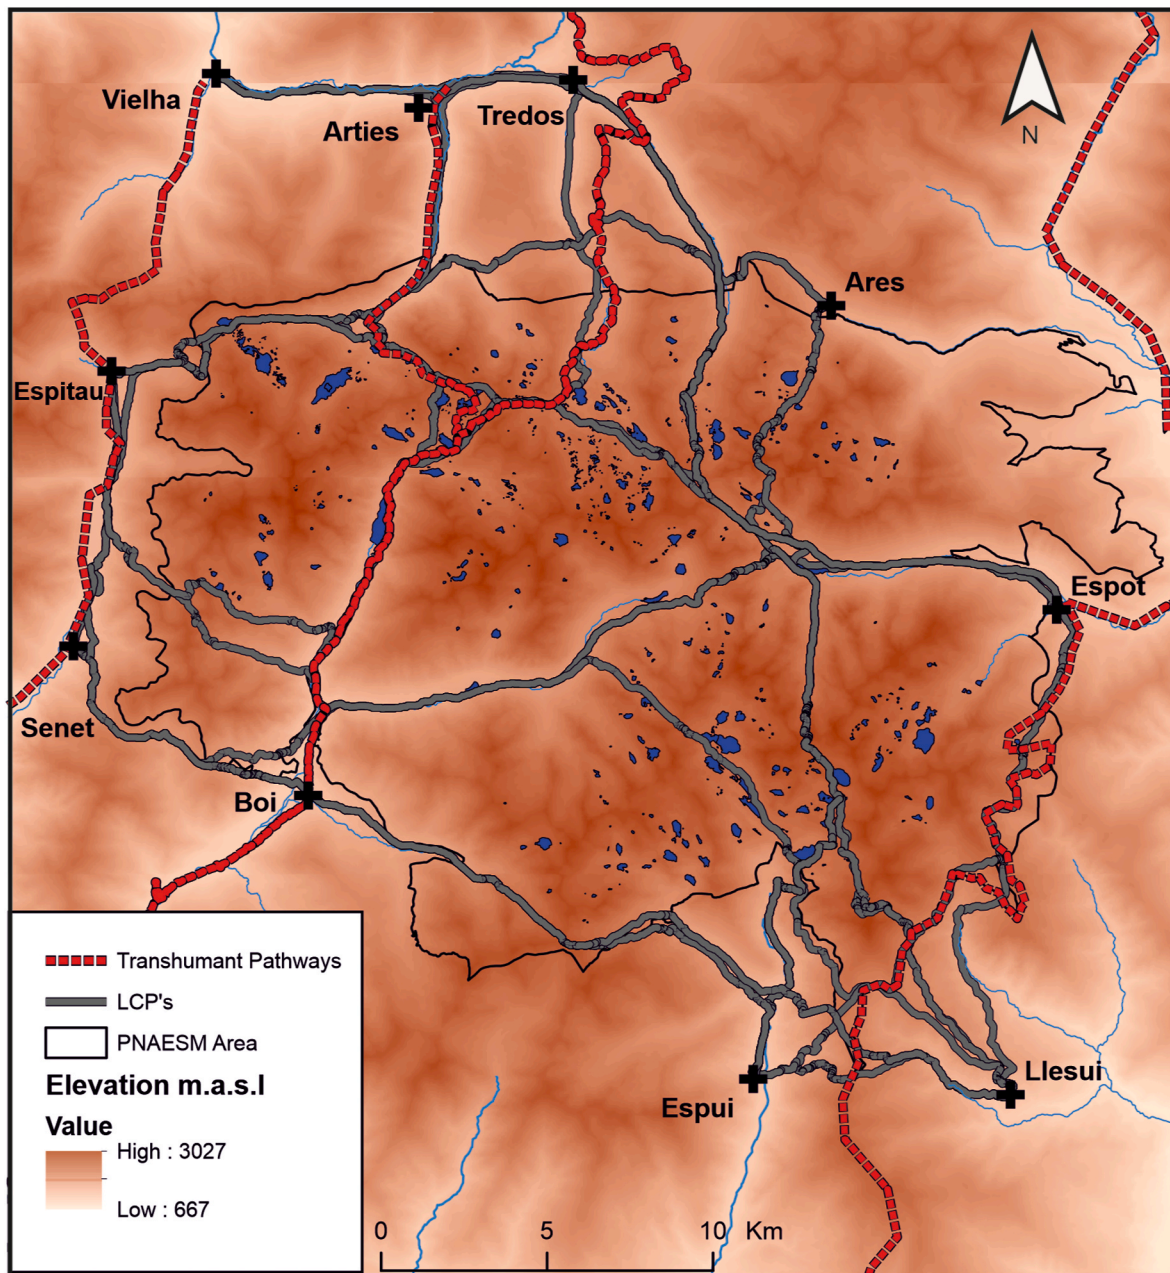 Vielha
Arties
Tredos
N
Ares
Espitau
Espot
Senet
Boi
Llesui
Espui
Transhumant Pathways
LCP's
PNAESM Area
Elevation m.a.s.l
Value
High : 3027
Low : 667
0 5 10 Km